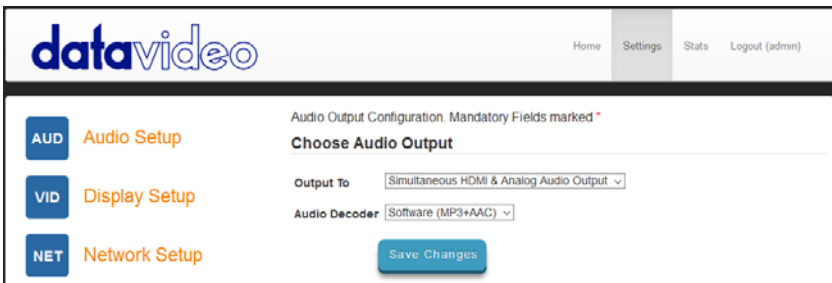 datavideo
Home Settings Stats Logout (admin)
AUD Audio Setup
VID Display Setup
NET Network Setup
Audio Output Configuration. Mandatory Fields marked *
Choose Audio Output
Output To Simultaneous HDMI & Analog Audio Output
Audio Decoder Software (MP3+AAC)
Save Changes